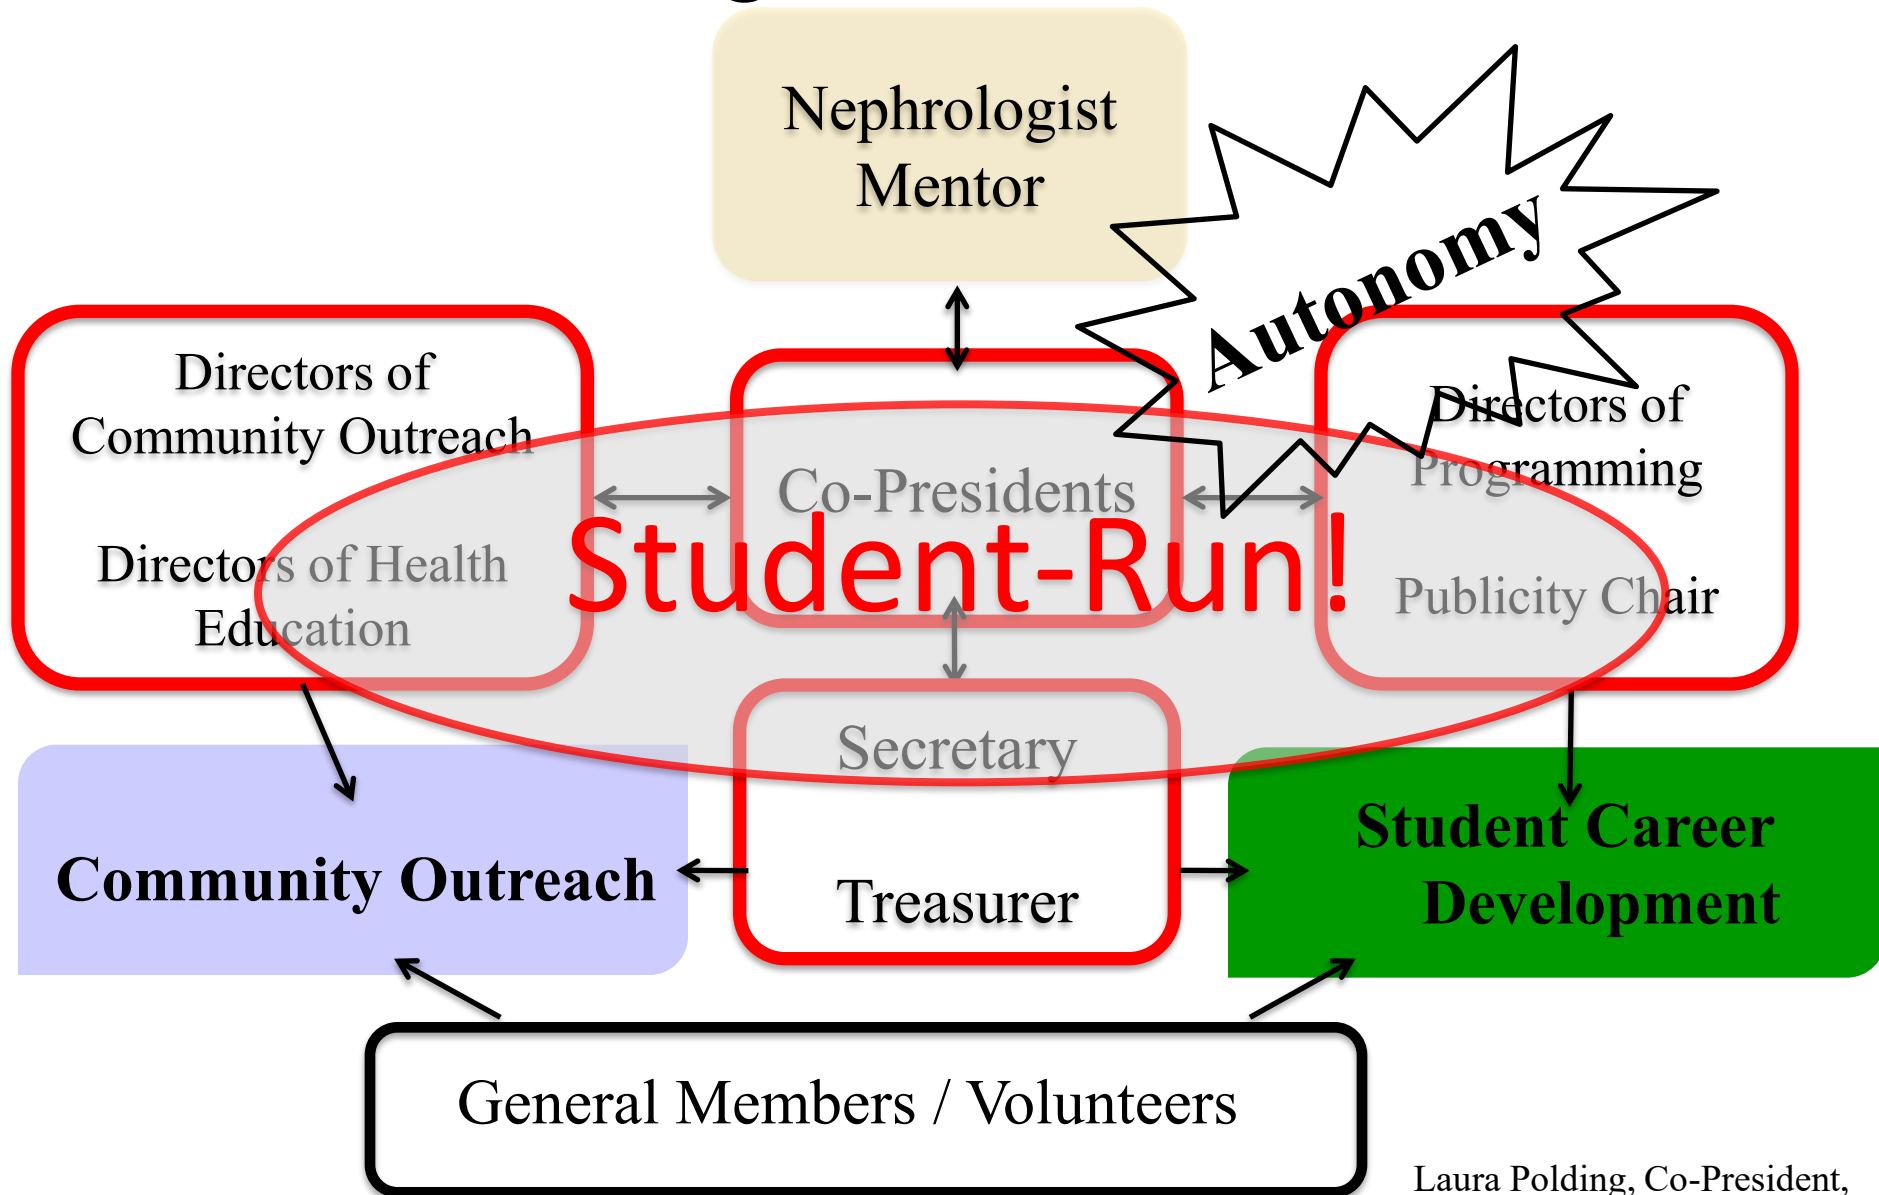 Nephrologist
Mentor
Autonomy
Directors of
Community Outreach
Directors of Health
Education
Co-Presidents
Student-Run!
Directors of
Programming
Publicity Chair
Secretary
Treasurer
Community Outreach
Student Career
Development
General Members / Volunteers
Laura Polding, Co-President,